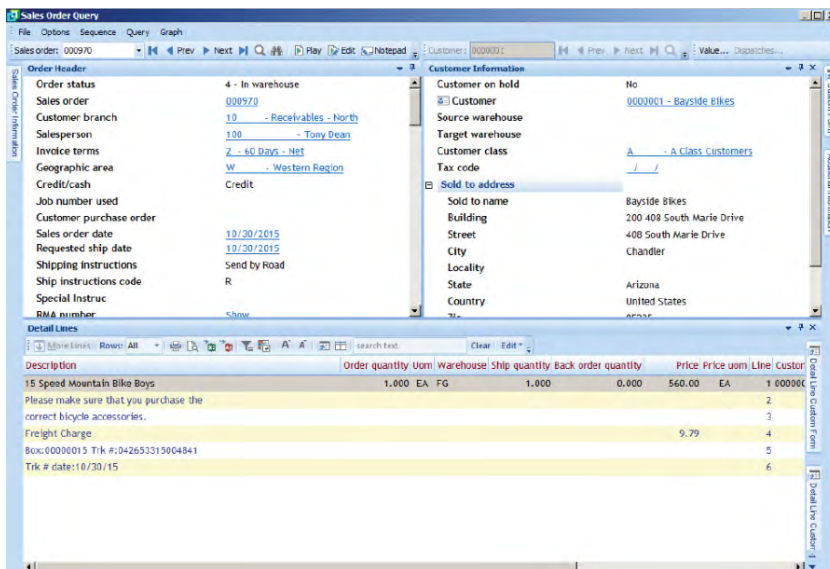 Sales Order Query
File Options Sequence Query Graph
Sales order: 000970 Prev Next Play Edit Notepad Customer: 0000001 Prev Next Value... Dispatches...
Order Header
Order status 4 - In warehouse
Sales order 000970
Customer branch 10 - Receivables - North
Salesperson 100 - Tony Dean
Invoice terms 2 - 60 Days - Net
Geographic area W - Western Region
Credit/cash Credit
Job number used
Customer purchase order
Sales order date 10/30/2015
Requested ship date 10/30/2015
Shipping instructions Send by Road
Ship instructions code R
Special Instruc
RMA number Show
Customer Information
Customer on hold No
Customer 0000001 - Bayside Bikes
Source warehouse
Target warehouse
Customer class A - A Class Customers
Tax code / /
Sold to address
Sold to name Bayside Bikes
Building 200 408 South Marie Drive
Street 408 South Marie Drive
City Chandler
Locality
State Arizona
Country United States
Sales Order Information
Detail Lines
More Lines Rows: All search text Clear Edit
Description Order quantity Uom Warehouse Ship quantity Back order quantity Price Price uom Line Custor
15 Speed Mountain Bike Boys 1.000 EA FG 1.000 0.000 560.00 EA 1 00000
Please make sure that you purchase the 2
correct bicycle accessories. 3
Freight Charge 9.79 4
Box:00000015 Trk #:042653315004841 5
Trk # date:10/30/15 6
Detail Line Custom Form
Detail Line Custom